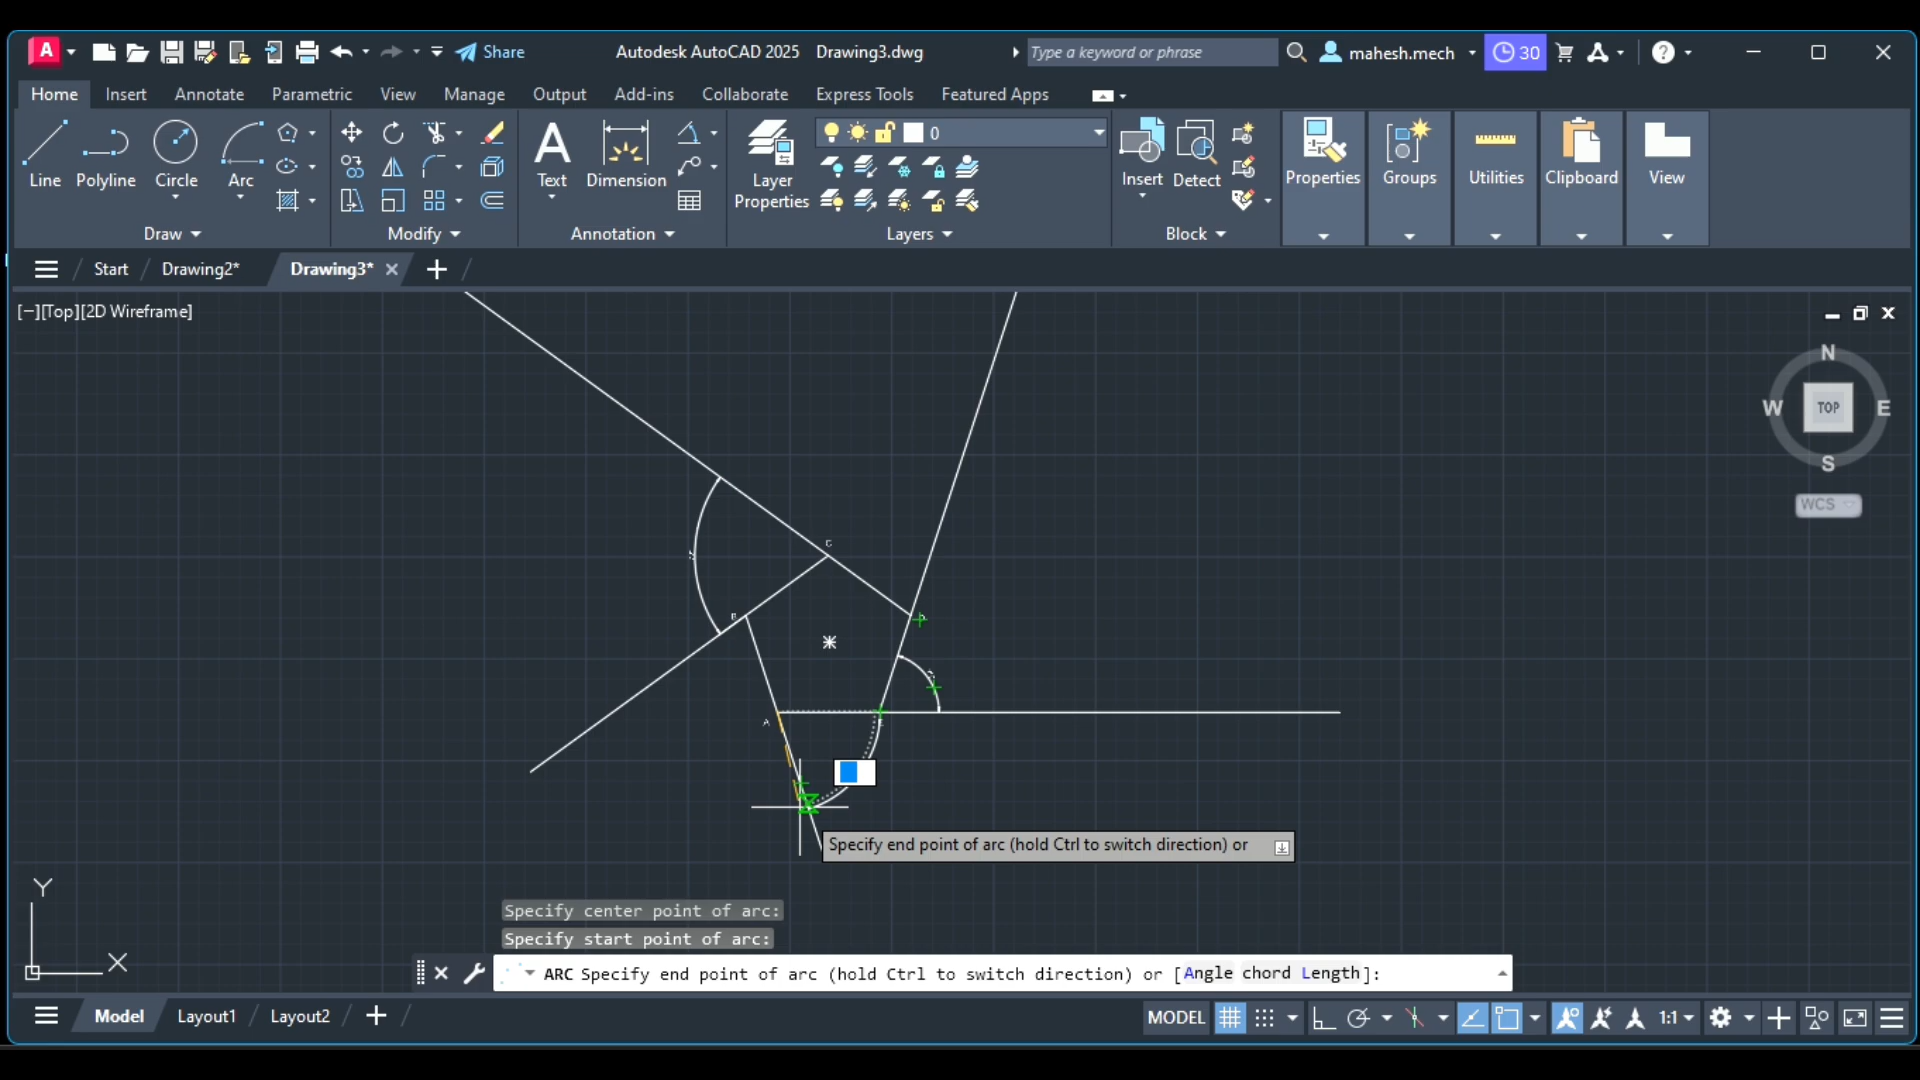 A
Share
Autodesk AutoCAD 2025 Drawing3.dwg
Type a keyword or phrase
mahesh.mech
30
Home Insert Annotate Parametric View Manage Output Add-ins Collaborate Express Tools Featured Apps
0
Line Polyline Circle Arc
Text Dimension
Layer Properties
Insert Detect
Properties Groups Utilities Clipboard View
Draw Modify Annotation Layers Block
Start Drawing2* Drawing3*
[−][Top][2D Wireframe]
N
W TOP E
S
WCS
C
A
Specify end point of arc (hold Ctrl to switch direction) or
Y
X
Specify center point of arc:
Specify start point of arc:
ARC Specify end point of arc (hold Ctrl to switch direction) or [Angle chord Length]:
Model Layout1 Layout2
MODEL
1:1